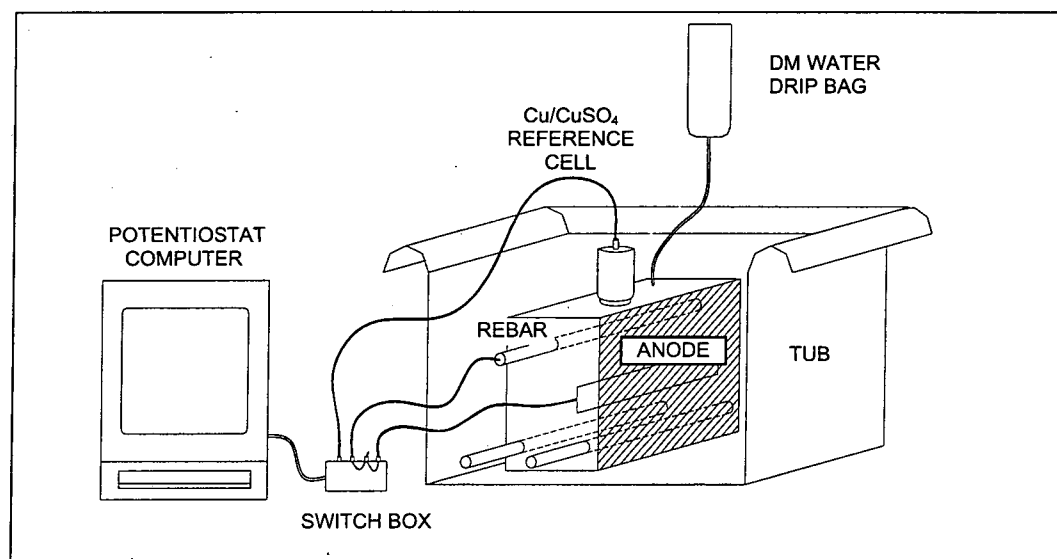 DM WATER
DRIP BAG
Cu/CuSO₄
REFERENCE
CELL
POTENTIOSTAT
COMPUTER
REBAR
ANODE
TUB
SWITCH BOX